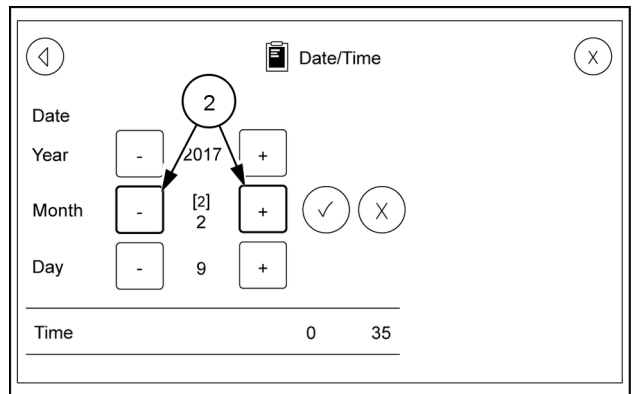 Date/Time
X
2
Date
Year - 2017 +
Month - [2] + X
2
Day - 9 +
Time 0 35